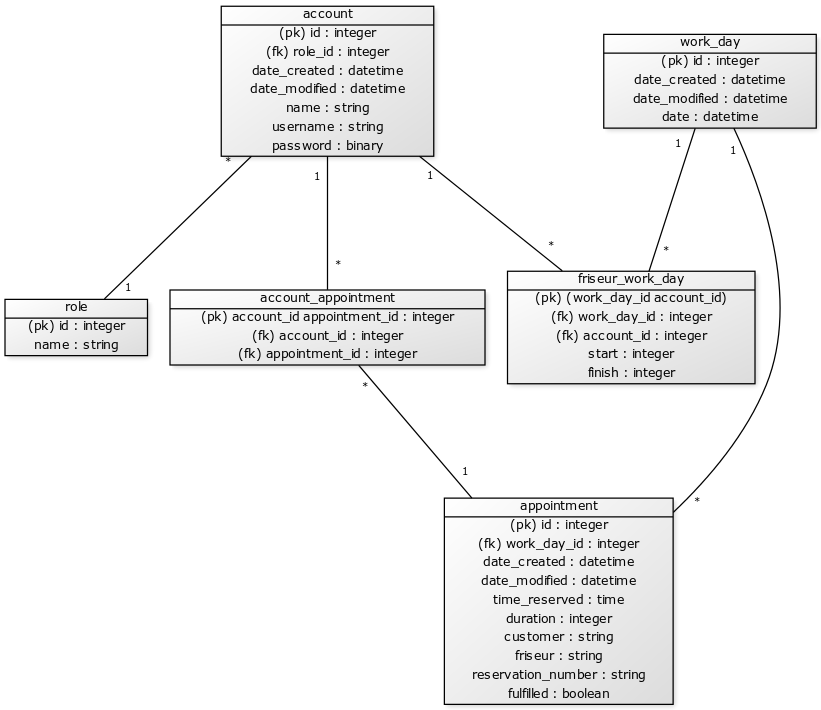 account
(pk) id : integer
(fk) role_id : integer
date_created : datetime
date_modified : datetime
name : string
username : string
password : binary
work_day
(pk) id : integer
date_created : datetime
date_modified : datetime
date : datetime
* 1 1 1 1
1 * * *
role
(pk) id : integer
name : string
account_appointment
(pk) account_id appointment_id : integer
(fk) account_id : integer
(fk) appointment_id : integer
friseur_work_day
(pk) (work_day_id account_id)
(fk) work_day_id : integer
(fk) account_id : integer
start : integer
finish : integer
*
1 *
appointment
(pk) id : integer
(fk) work_day_id : integer
date_created : datetime
date_modified : datetime
time_reserved : time
duration : integer
customer : string
friseur : string
reservation_number : string
fulfilled : boolean